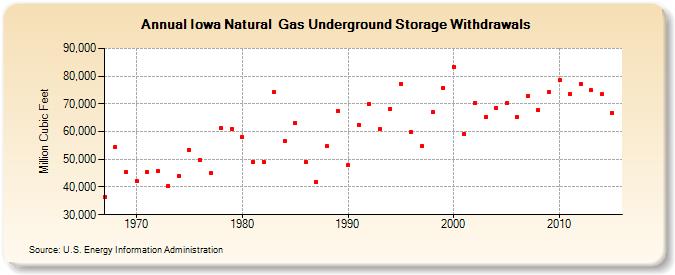 Annual Iowa Natural Gas Underground Storage Withdrawals
Million Cubic Feet
90,000
80,000
70,000
60,000
50,000
40,000
30,000
1970 1980 1990 2000 2010
Source: U.S. Energy Information Administration